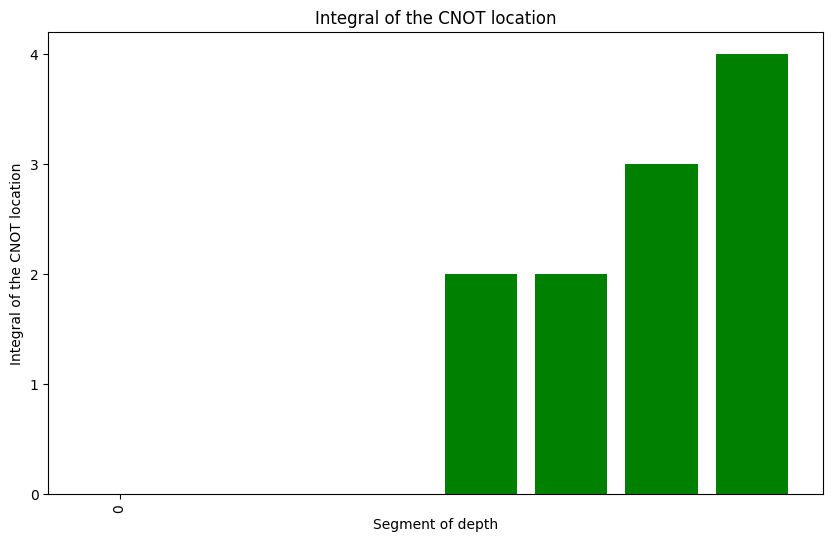 Integral of the CNOT location
Integral of the CNOT location
4
3
2
1
0
0
Segment of depth